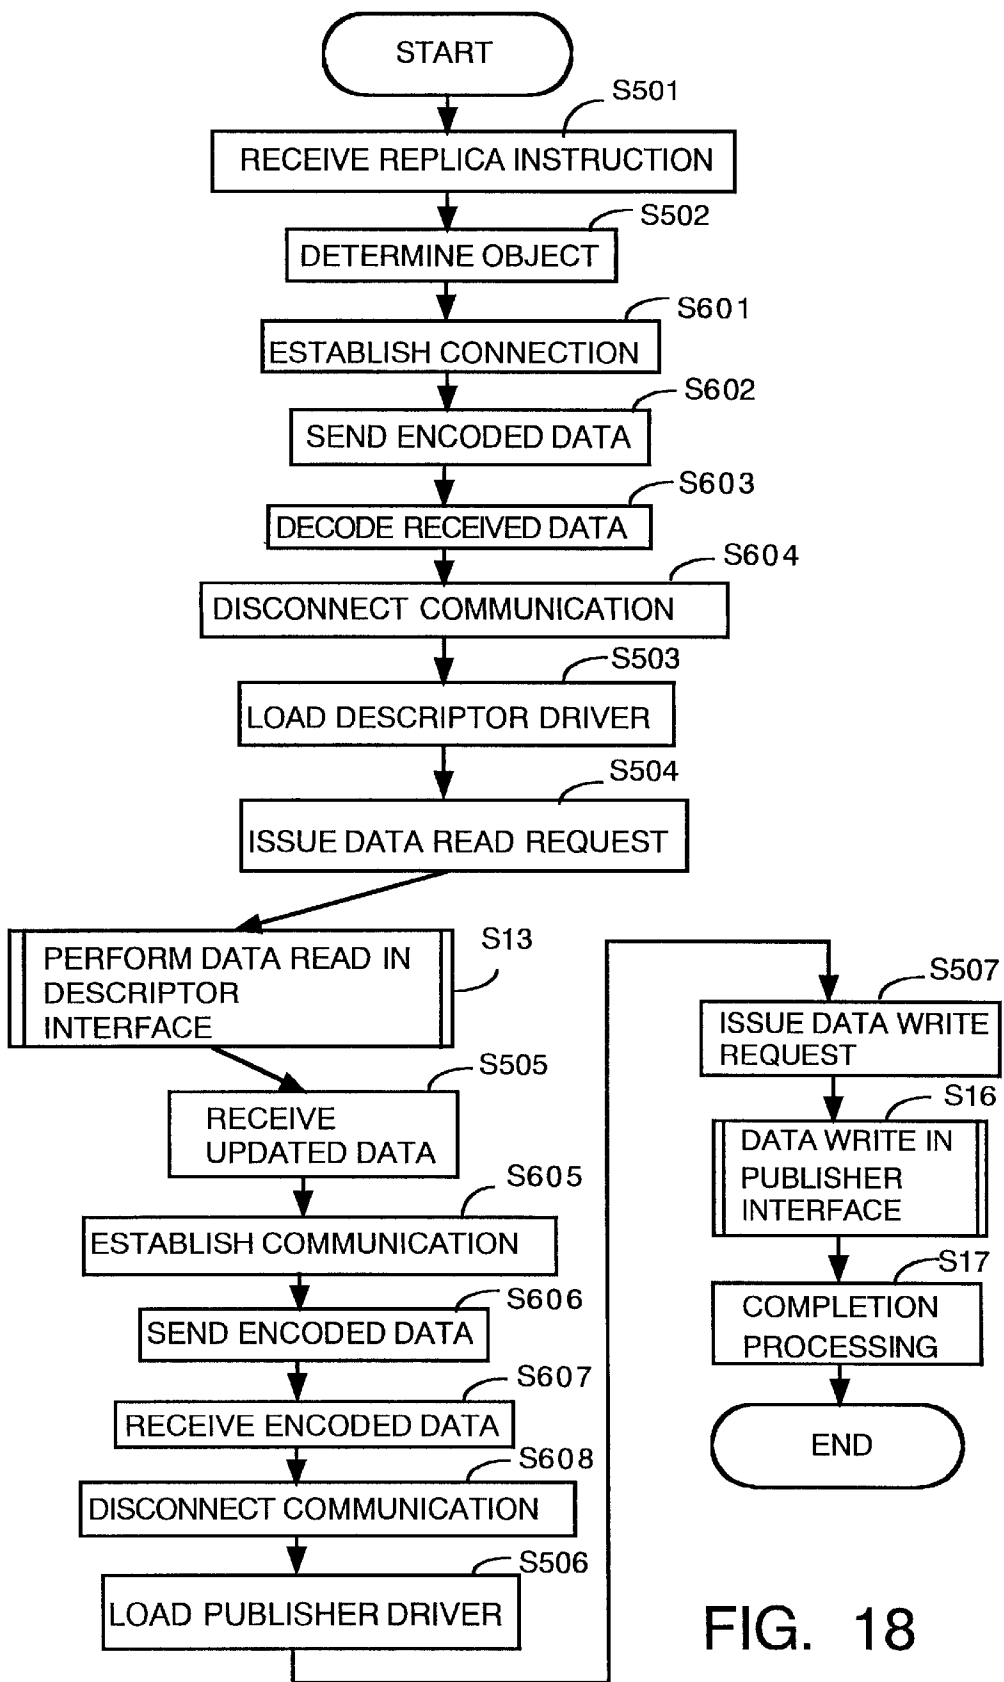 START
S501
RECEIVE REPLICA INSTRUCTION
S502
DETERMINE OBJECT
S601
ESTABLISH CONNECTION
S602
SEND ENCODED DATA
S603
DECODE RECEIVED DATA
S604
DISCONNECT COMMUNICATION
S503
LOAD DESCRIPTOR DRIVER
S504
ISSUE DATA READ REQUEST
S13
PERFORM DATA READ IN
DESCRIPTOR
INTERFACE
S505
RECEIVE
UPDATED DATA
S605
ESTABLISH COMMUNICATION
S606
SEND ENCODED DATA
S607
RECEIVE ENCODED DATA
S608
DISCONNECT COMMUNICATION
S506
LOAD PUBLISHER DRIVER
S507
ISSUE DATA WRITE
REQUEST
S16
DATA WRITE IN
PUBLISHER
INTERFACE
S17
COMPLETION
PROCESSING
END
FIG. 18